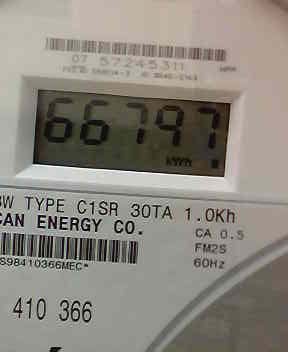 07 57245311
66797
kWh
3W TYPE C1SR 30TA 1.0Kh
CAN ENERGY CO.
CA 0.5
FM2S
60Hz
S98410366MEC*
410 366